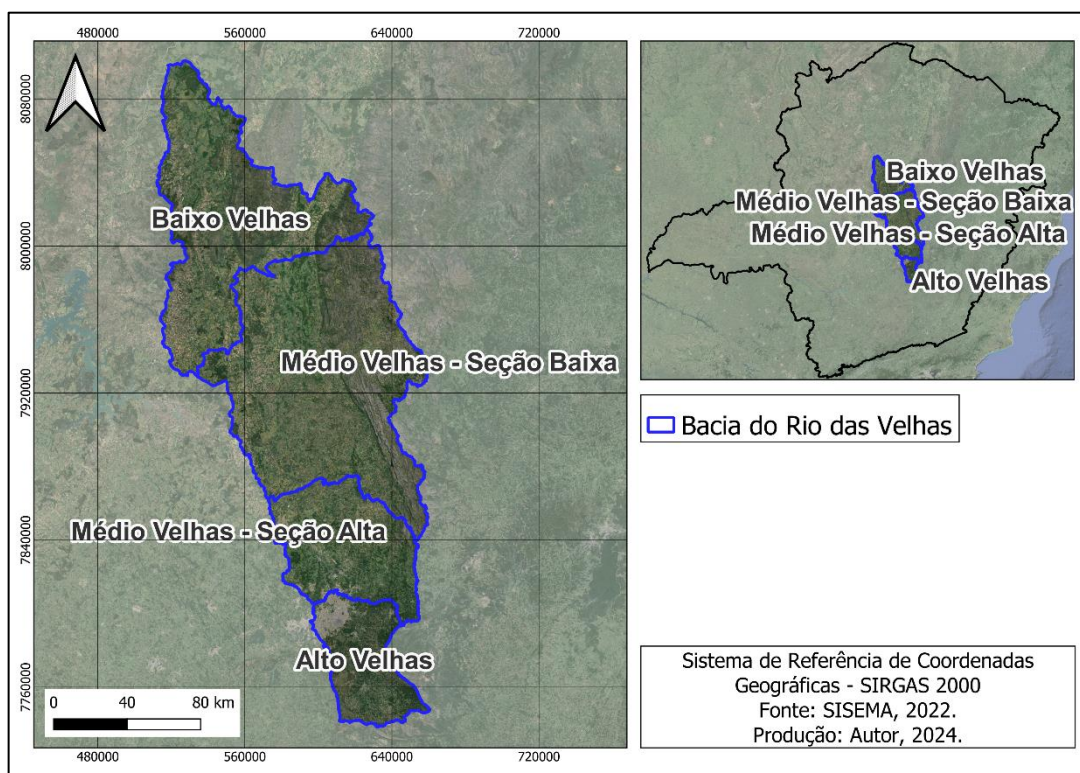 480000 560000 640000 720000
8080000
8000000
7920000
7840000
7760000
Baixo Velhas
Médio Velhas - Seção Baixa
Médio Velhas - Seção Alta
Alto Velhas
0 40 80 km
480000 560000 640000 720000
Baixo Velhas
Médio Velhas - Seção Baixa
Médio Velhas - Seção Alta
Alto Velhas
Bacia do Rio das Velhas
Sistema de Referência de Coordenadas
Geográficas - SIRGAS 2000
Fonte: SISEMA, 2022.
Produção: Autor, 2024.